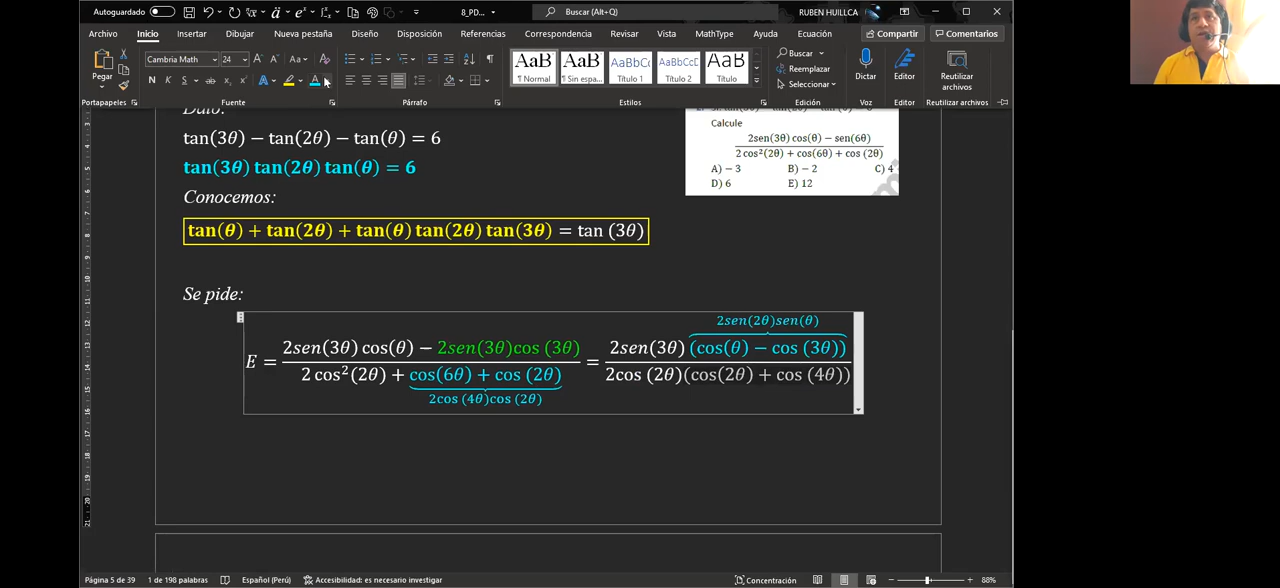 Autoguardado
8_PD...
Buscar (Alt+Q)
RUBEN HUILLCA
Archivo Inicio Insertar Dibujar Nueva pestaña Diseño Disposición Referencias Correspondencia Revisar Vista MathType Ayuda Ecuación Compartir Comentarios
Pegar
Cambria Math 24
N K S
AaB AaB AaBbCc AaBbCcE AaB
¶ Normal ¶ Sin espa... Título 1 Título 2 Título
Buscar
Reemplazar
Seleccionar
Dictar Editor Reutilizar archivos
Portapapeles Fuente Párrafo Estilos Edición Voz Editor Reutilizar archivos
tan(3θ) − tan(2θ) − tan(θ) = 6
tan(3θ) tan(2θ) tan(θ) = 6
Conocemos:
tan(θ) + tan(2θ) + tan(θ) tan(2θ) tan(3θ) = tan (3θ)
Calcule
2sen(3θ) cos(θ) − sen(6θ)
2 cos²(2θ) + cos(6θ) + cos (2θ)
A) − 3 B) − 2 C) 4
D) 6 E) 12
Se pide:
2sen(2θ)sen(θ)
E = 2sen(3θ) cos(θ) − 2sen(3θ)cos (3θ) = 2sen(3θ) (cos(θ) − cos (3θ))
2 cos²(2θ) + cos(6θ) + cos (2θ) 2cos (2θ)(cos(2θ) + cos (4θ))
2cos (4θ)cos (2θ)
Página 5 de 39 1 de 198 palabras Español (Perú) Accesibilidad: es necesario investigar Concentración 88%